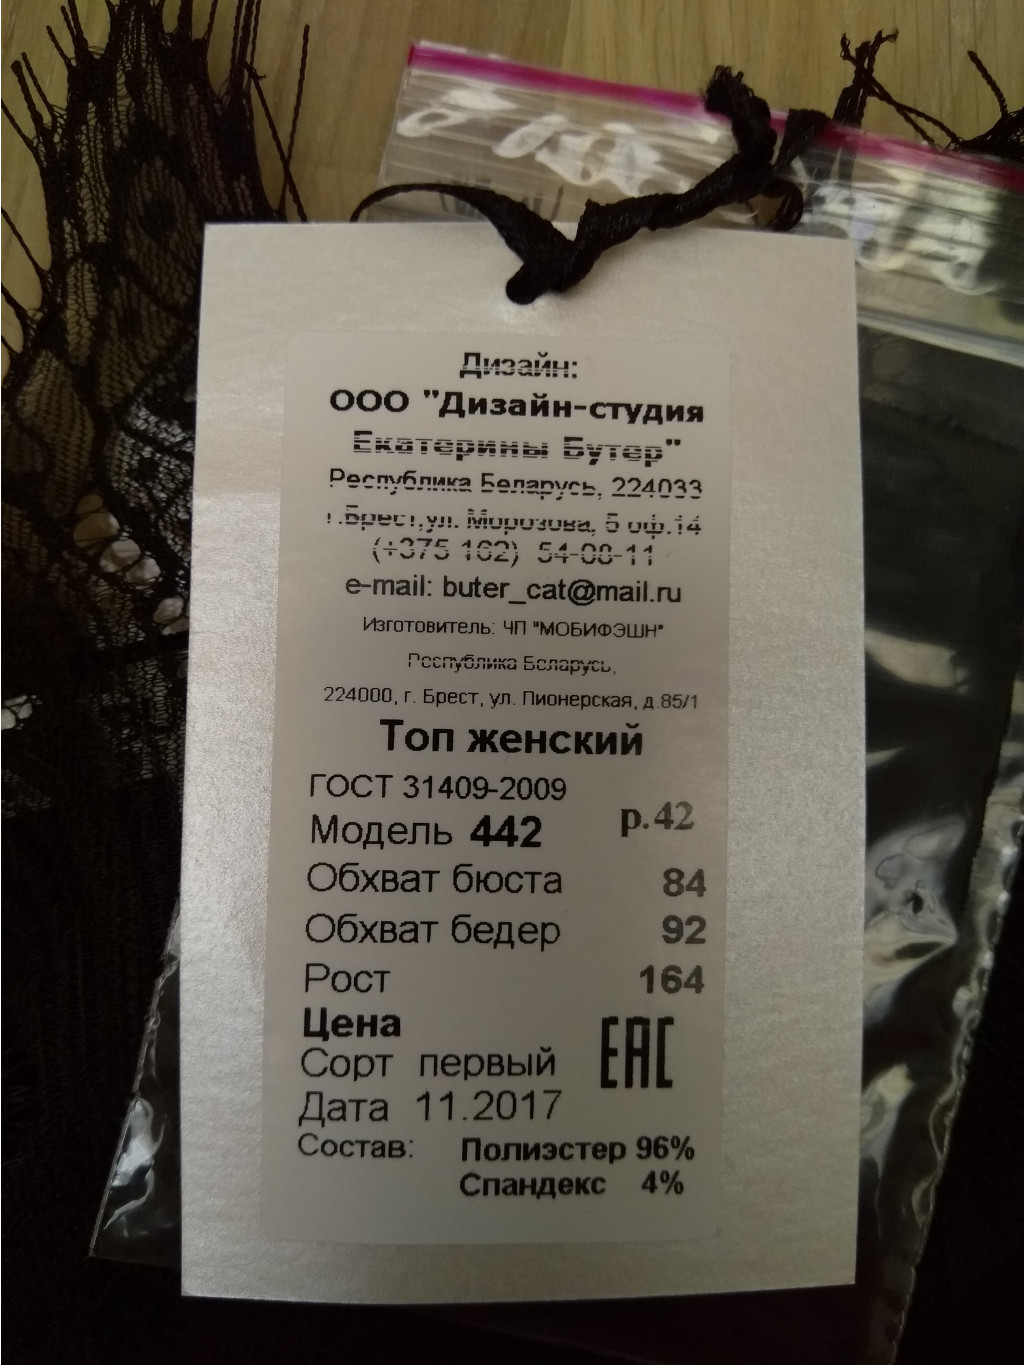 Дизайн:
ООО "Дизайн-студия
Екатерины Бутер"
Республика Беларусь, 224033
г.Брест,ул. Морозова, 5 оф.14
(+375 162) 54-08-11
e-mail: buter_cat@mail.ru
Изготовитель: ЧП "МОБИФЭШН"
Республика Беларусь,
224000, г. Брест, ул. Пионерская, д.85/1
Топ женский
ГОСТ 31409-2009
Модель 442 р.42
Обхват бюста 84
Обхват бедер 92
Рост 164
Цена
Сорт первый EAC
Дата 11.2017
Состав: Полиэстер 96%
Спандекс 4%